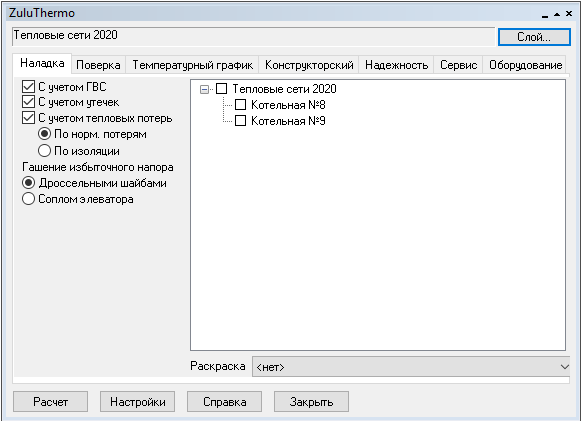 ZuluThermo
Тепловые сети 2020
Слой...
Наладка Поверка Температурный график Конструкторский Надежность Сервис Оборудование
С учетом ГВС
С учетом утечек
С учетом тепловых потерь
По норм. потерям
По изоляции
Гашение избыточного напора
Дроссельными шайбами
Соплом элеватора
Тепловые сети 2020
Котельная №8
Котельная №9
Раскраска <нет>
Расчет Настройки Справка Закрыть